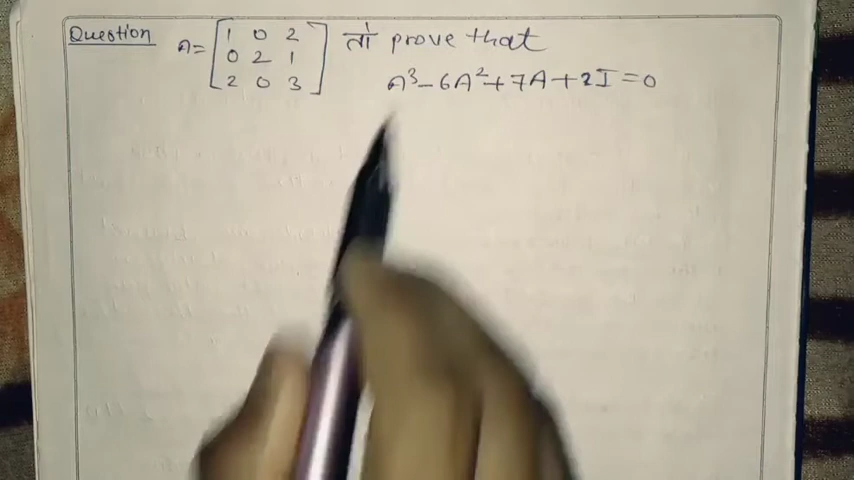 Question A = [1 0 2 तो prove that
0 2 1
2 0 3] A³ - 6A² + 7A + 2I = 0